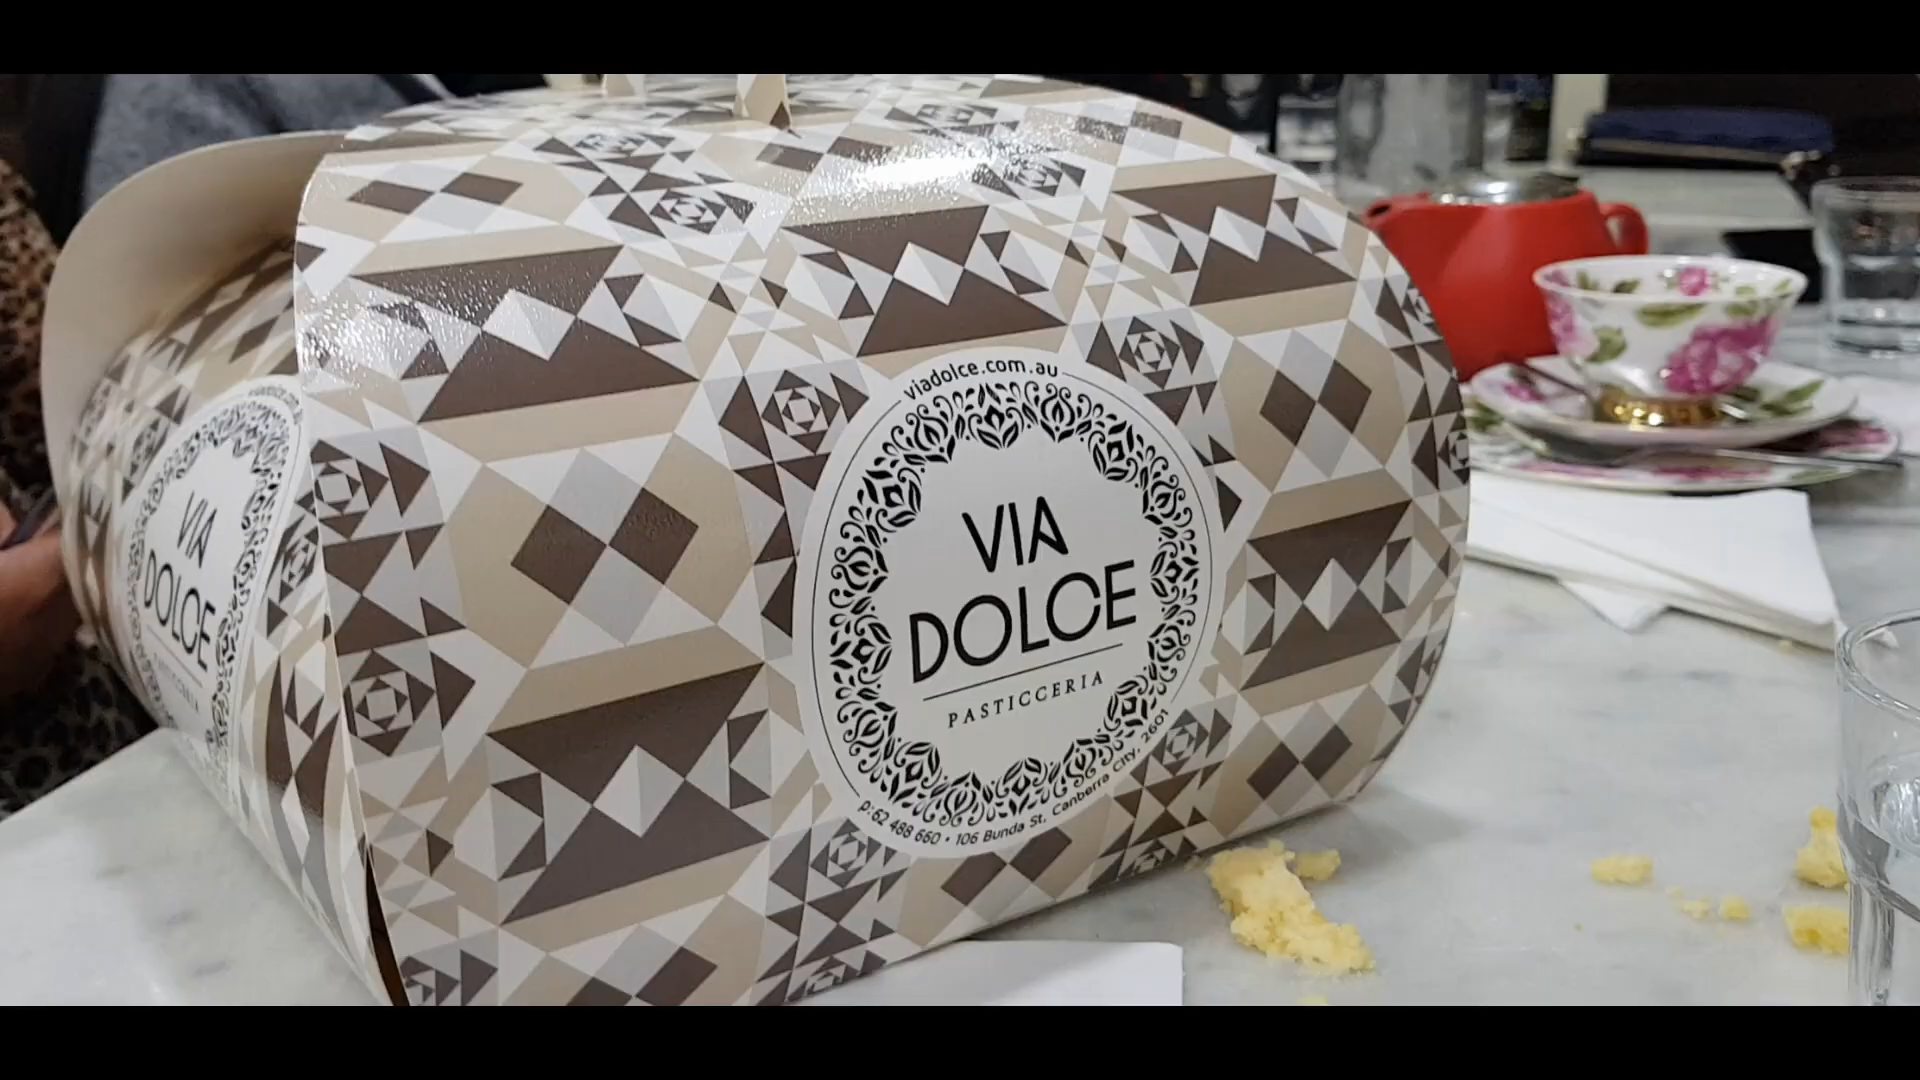 viadolce.com.au
VIA
DOLCE
PASTICCERIA
p: 62 488 660 • 106 Bunda St. Canberra City. 2601
VIA
DOLCE
PASTICCERIA